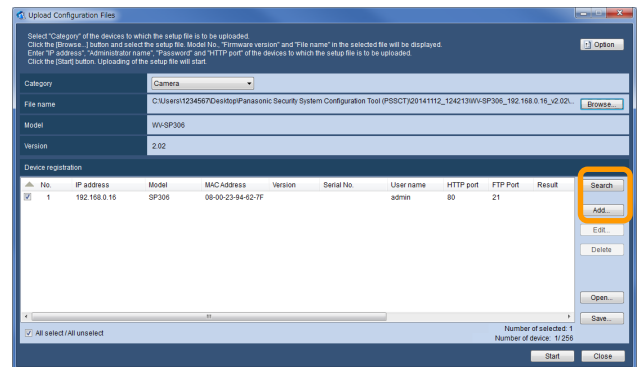 Upload Configuration Files
Select "Category" of the devices to which the setup file is to be uploaded.
Click the [Browse...] button and select the setup file. Model No., "Firmware version" and "File name" in the selected file will be displayed.
Enter "IP address", "Administrator name", "Password" and "HTTP port" of the devices to which the setup file is to be uploaded.
Click the [Start] button. Uploading of the setup file will start.
Option
Category Camera
File name C:\Users\1234567\Desktop\Panasonic Security System Configuration Tool (PSSCT)\20141112_124213\WV-SP306_192.168.0.16_v2.02\... Browse...
Model WV-SP306
Version 2.02
Device registration
No. IP address Model MAC Address Version Serial No. User name HTTP port FTP Port Result Search
1 192.168.0.16 SP306 08-00-23-94-62-7F admin 80 21
Add...
Edit...
Delete
Open...
Save...
All select / All unselect
Number of selected: 1
Number of device: 1/ 256
Start Close